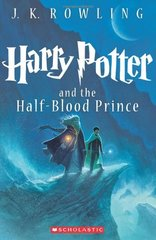 J. K. ROWLING
HARRY POTTER
and the
HALF-BLOOD PRINCE
SCHOLASTIC